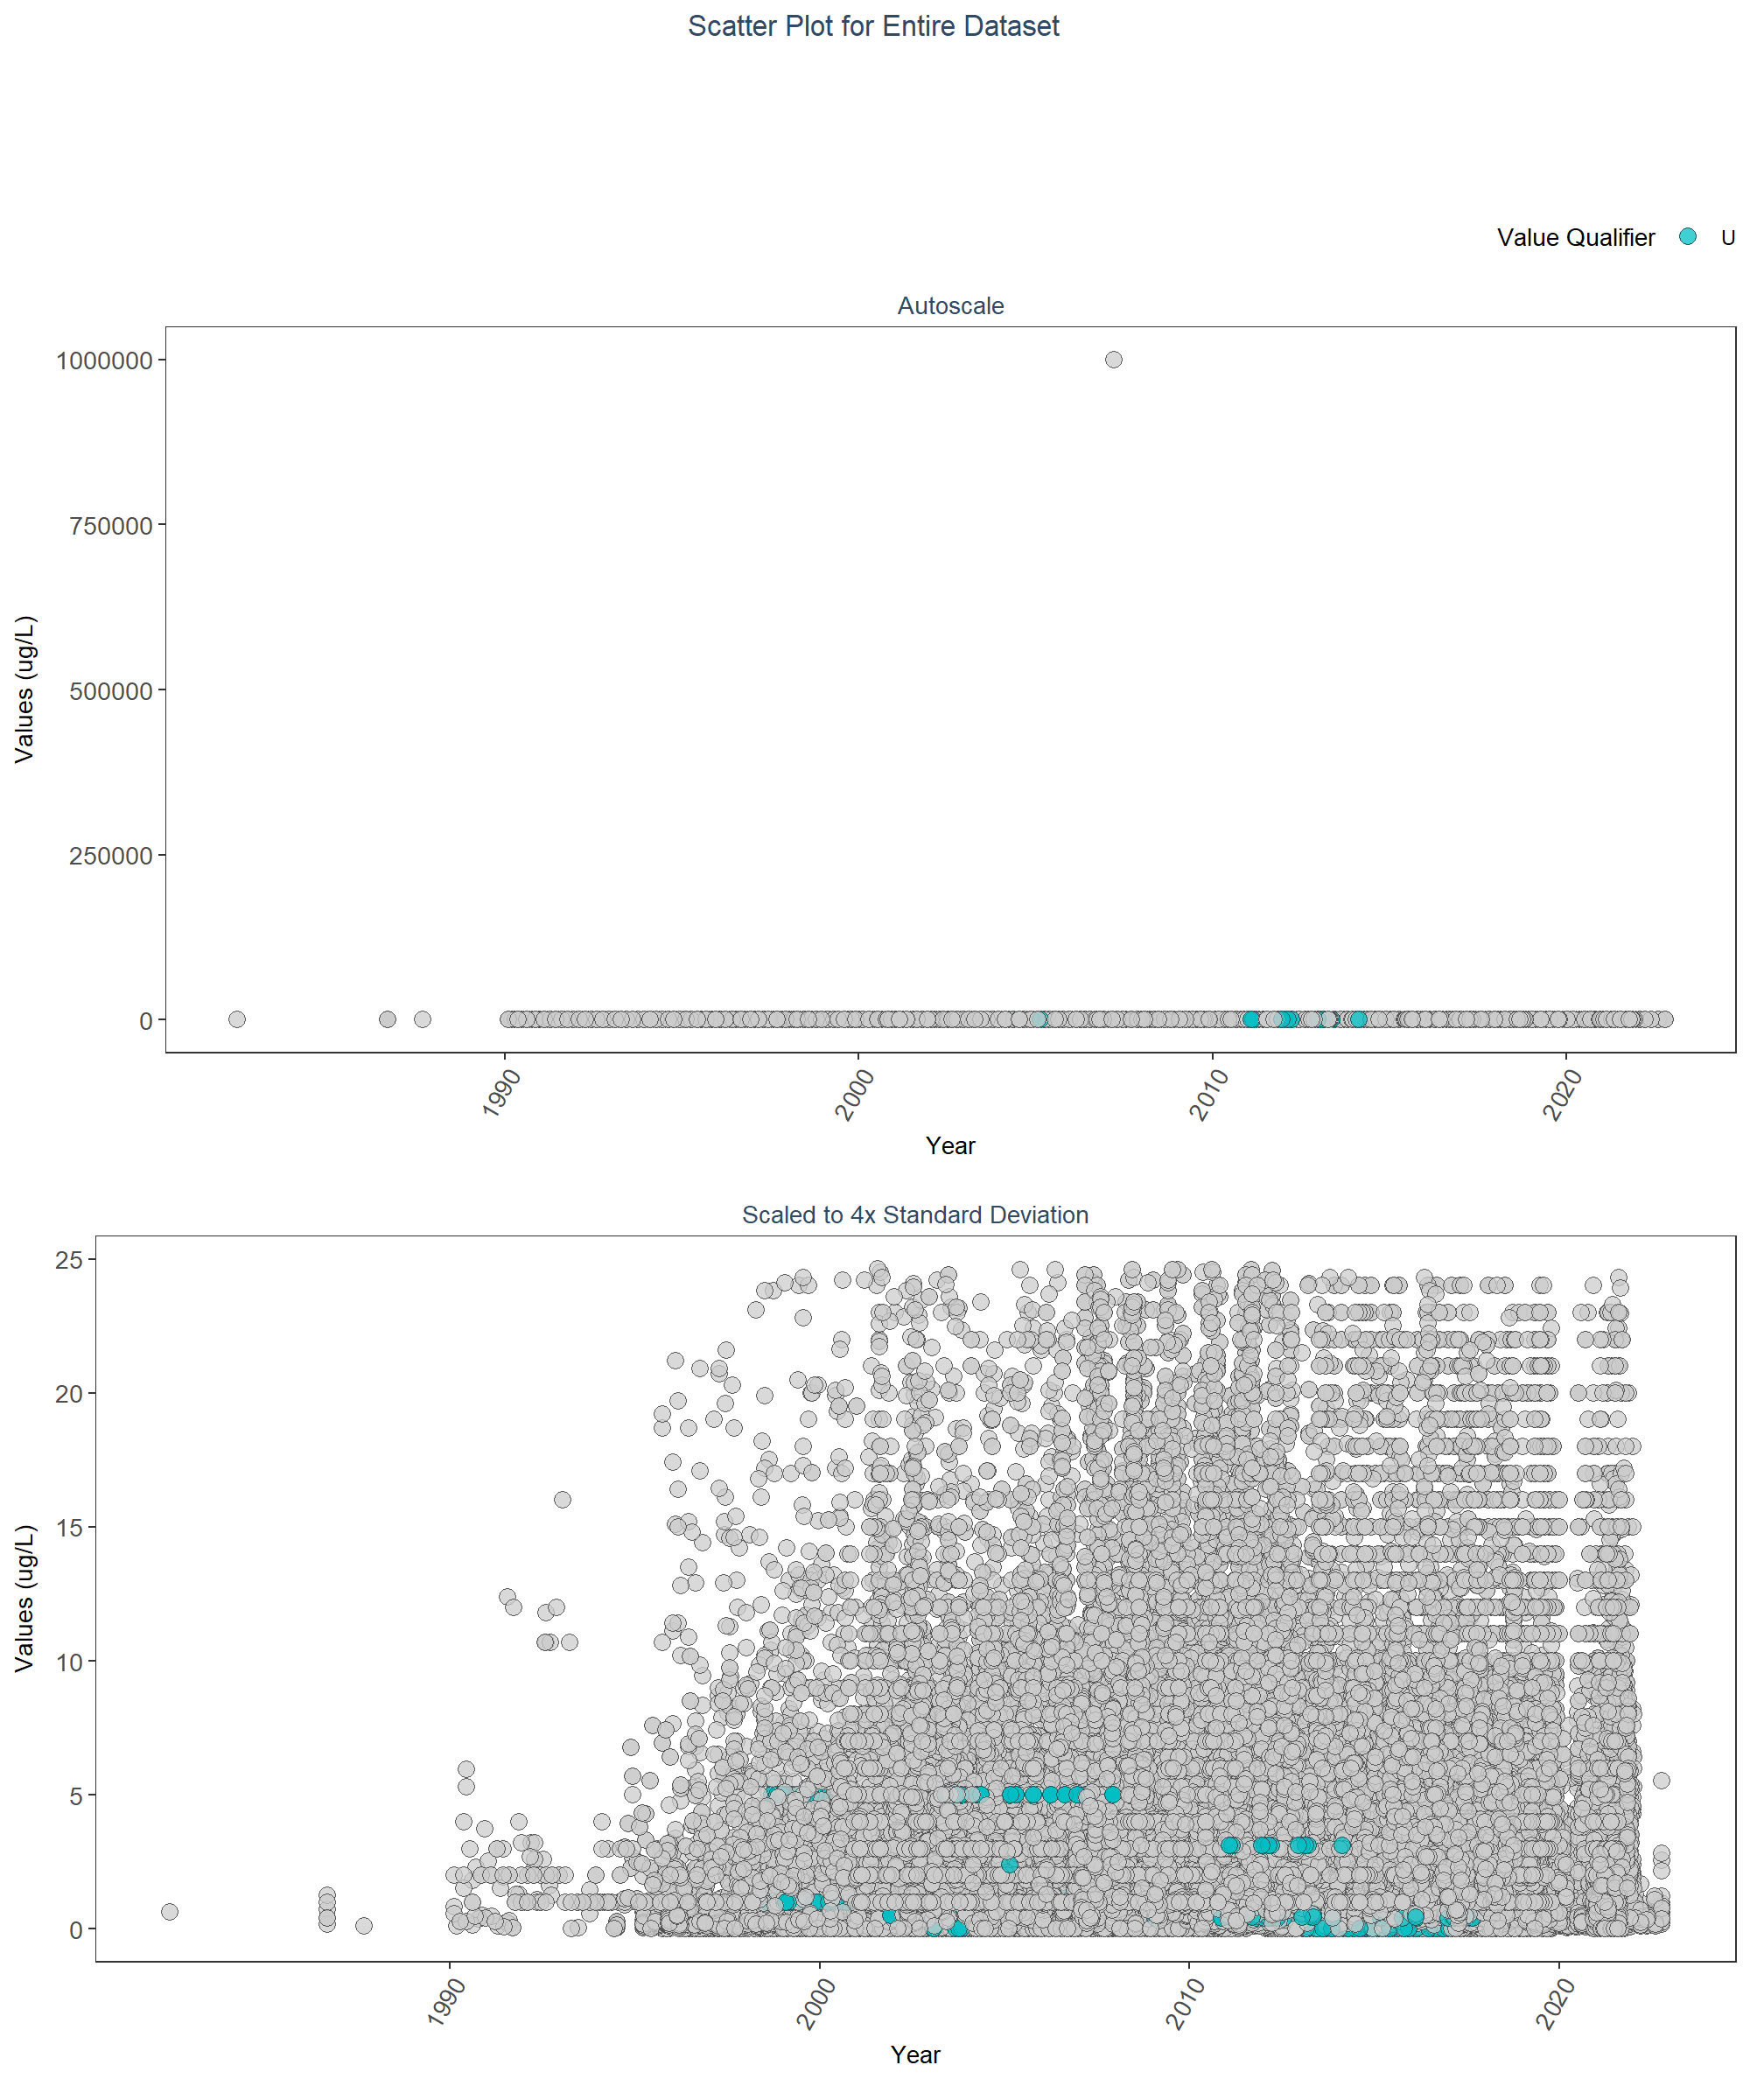 Scatter Plot for Entire Dataset
Value Qualifier U
Autoscale
Values (ug/L)
1000000
750000
500000
250000
0
1990 2000 2010 2020
Year
Scaled to 4x Standard Deviation
Values (ug/L)
25
20
15
10
5
0
1990 2000 2010 2020
Year